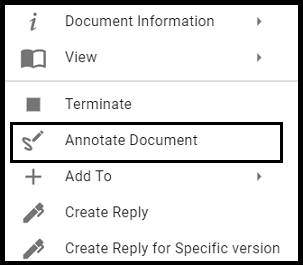 Document Information
View
Terminate
Annotate Document
Add To
Create Reply
Create Reply for Specific version